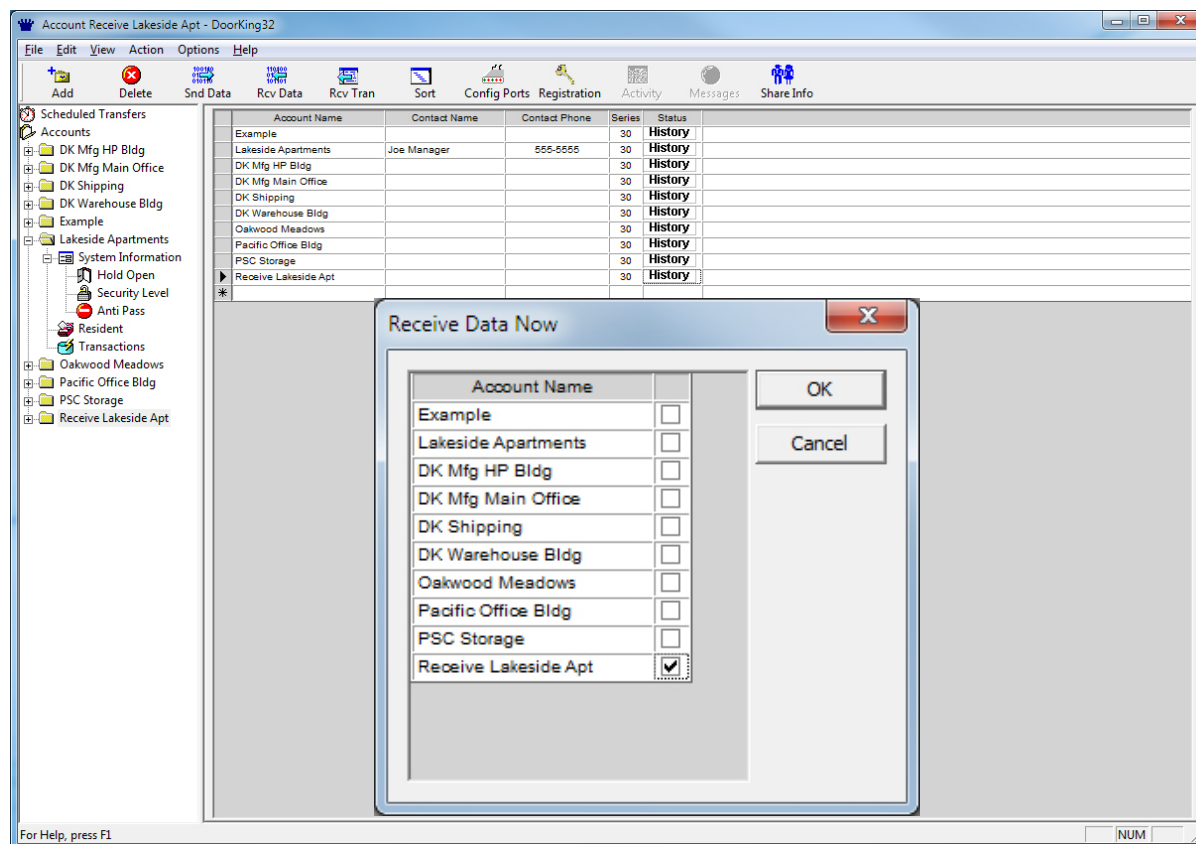 Account Receive Lakeside Apt - DoorKing32
File Edit View Action Options Help
Add Delete Snd Data Rcv Data Rcv Tran Sort Config Ports Registration Activity Messages Share Info
Scheduled Transfers
Accounts
DK Mfg HP Bldg
DK Mfg Main Office
DK Shipping
DK Warehouse Bldg
Example
Lakeside Apartments
System Information
Hold Open
Security Level
Anti Pass
Resident
Transactions
Oakwood Meadows
Pacific Office Bldg
PSC Storage
Receive Lakeside Apt
Account Name Contact Name Contact Phone Series Status
Example 30 History
Lakeside Apartments Joe Manager 555-5555 30 History
DK Mfg HP Bldg 30 History
DK Mfg Main Office 30 History
DK Shipping 30 History
DK Warehouse Bldg 30 History
Oakwood Meadows 30 History
Pacific Office Bldg 30 History
PSC Storage 30 History
Receive Lakeside Apt 30 History
Receive Data Now
Account Name
Example
Lakeside Apartments
DK Mfg HP Bldg
DK Mfg Main Office
DK Shipping
DK Warehouse Bldg
Oakwood Meadows
Pacific Office Bldg
PSC Storage
Receive Lakeside Apt
OK
Cancel
For Help, press F1
NUM